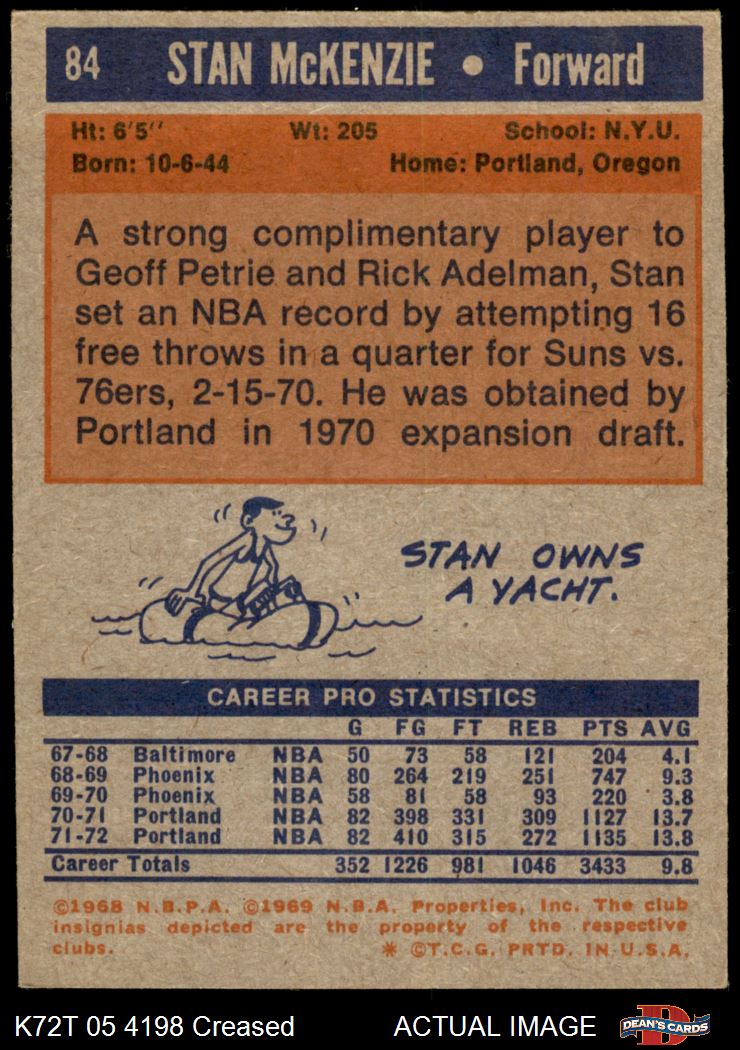 84 STAN McKENZIE • Forward
Ht: 6'5'' Wt: 205 School: N.Y.U.
Born: 10-6-44 Home: Portland, Oregon
A strong complimentary player to
Geoff Petrie and Rick Adelman, Stan
set an NBA record by attempting 16
free throws in a quarter for Suns vs.
76ers, 2-15-70. He was obtained by
Portland in 1970 expansion draft.
STAN OWNS
A YACHT.
CAREER PRO STATISTICS
G FG FT REB PTS AVG
67-68 Baltimore NBA 50 73 58 121 204 4.1
68-69 Phoenix NBA 80 264 219 251 747 9.3
69-70 Phoenix NBA 58 81 58 93 220 3.8
70-71 Portland NBA 82 398 331 309 1127 13.7
71-72 Portland NBA 82 410 315 272 1135 13.8
Career Totals 352 1226 981 1046 3433 9.8
©1968 N.B.P.A. ©1969 N.B.A. Properties, Inc. The club
insignias depicted are the property of the respective
clubs. * ©T.C.G. PRTD. IN U.S.A.
K72T 05 4198 Creased ACTUAL IMAGE D DEAN'S CARDS